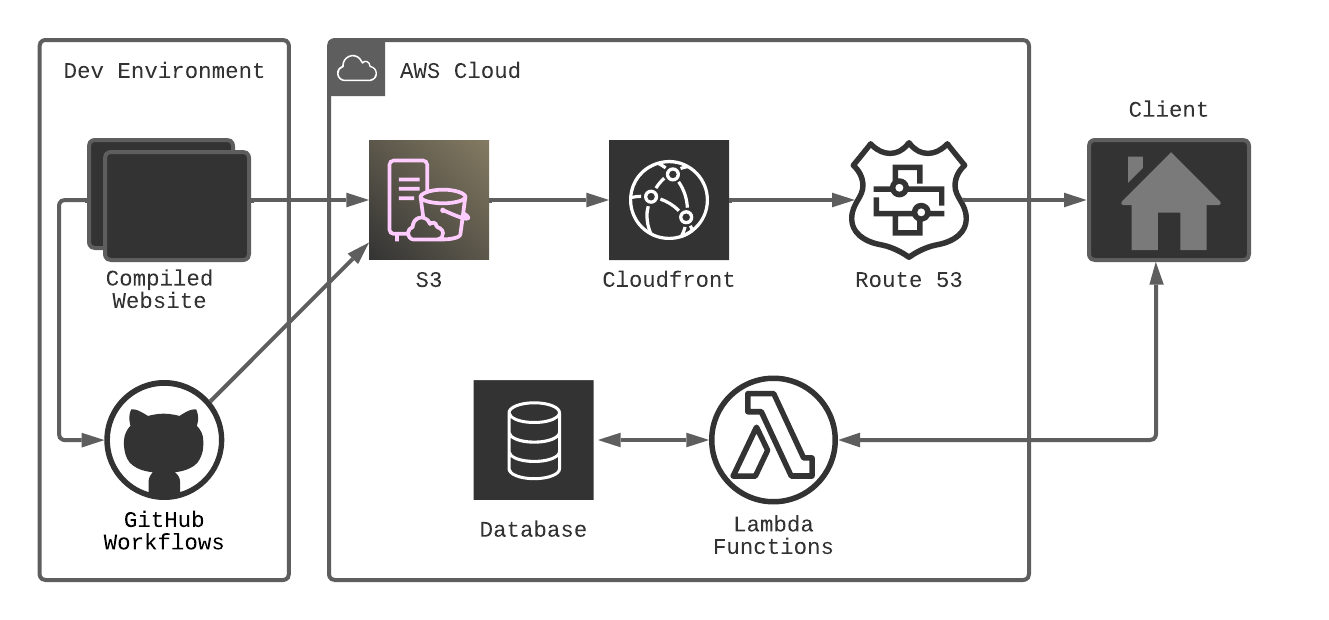 Dev Environment
AWS Cloud
Client
Compiled
Website
S3
Cloudfront
Route 53
GitHub
Workflows
Database
Lambda
Functions